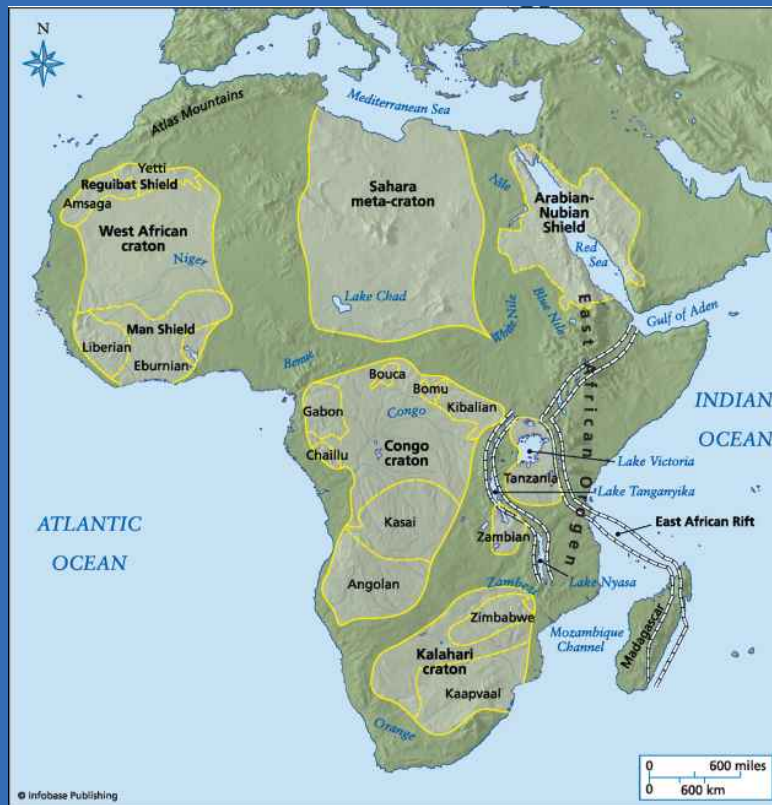 N
Mediterranean Sea
Atlas Mountains
Yetti
Reguibat Shield
Amsaga
West African
craton
Niger
Sahara
meta-craton
Nile
Arabian-
Nubian
Shield
Red
Sea
Lake Chad
White Nile
Blue Nile
Gulf of Aden
Man Shield
Liberian
Eburnian
Benue
East African Orogen
Bouca
Bomu
Kibalian
Gabon
Congo
Chaillu
Congo
craton
INDIAN
OCEAN
Lake Victoria
Tanzania
Lake Tanganyika
Kasai
East African Rift
Zambian
ATLANTIC
OCEAN
Angolan
Zambezi
Lake Nyasa
Zimbabwe
Mozambique
Channel
Madagascar
Kalahari
craton
Kaapvaal
Orange
0 600 miles
0 600 km
© Infobase Publishing